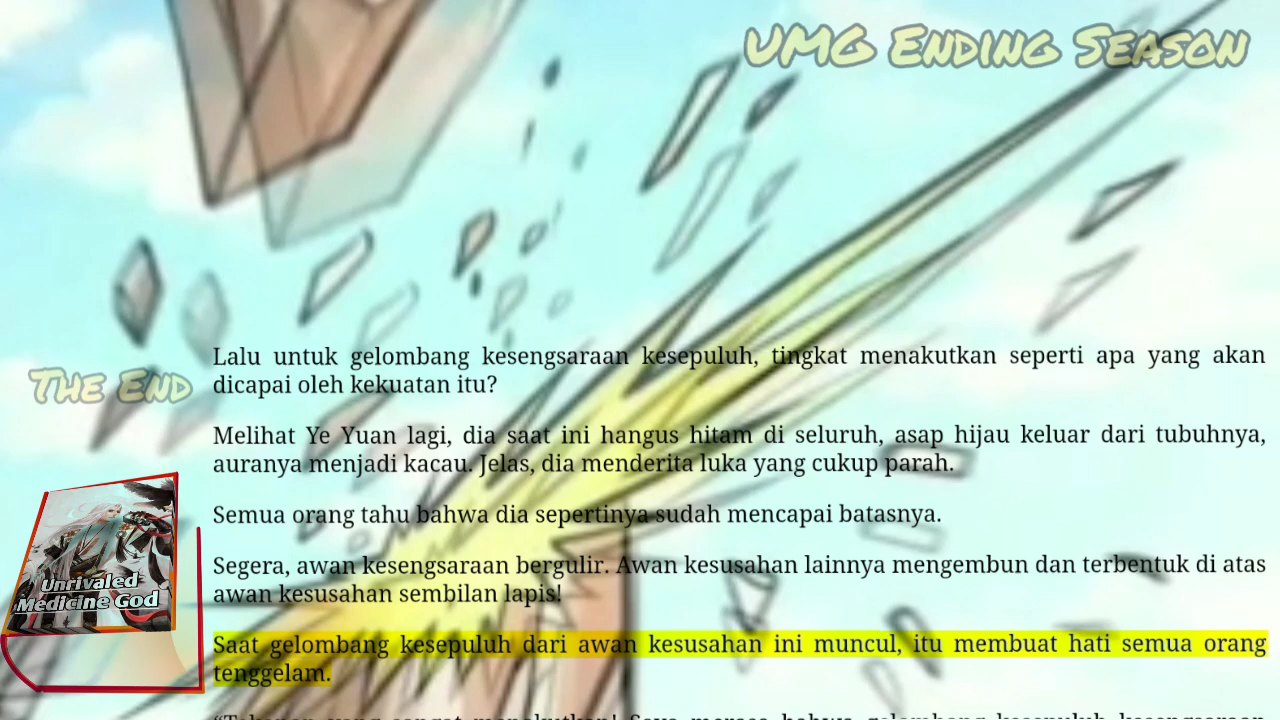 UMG Ending Season
Lalu untuk gelombang kesengsaraan kesepuluh, tingkat menakutkan seperti apa yang akan
dicapai oleh kekuatan itu?
The End
Melihat Ye Yuan lagi, dia saat ini hangus hitam di seluruh, asap hijau keluar dari tubuhnya,
auranya menjadi kacau. Jelas, dia menderita luka yang cukup parah.
Semua orang tahu bahwa dia sepertinya sudah mencapai batasnya.
Segera, awan kesengsaraan bergulir. Awan kesusahan lainnya mengembun dan terbentuk di atas
awan kesusahan sembilan lapis!
Unrivaled
Medicine God
Saat gelombang kesepuluh dari awan kesusahan ini muncul, itu membuat hati semua orang
tenggelam.